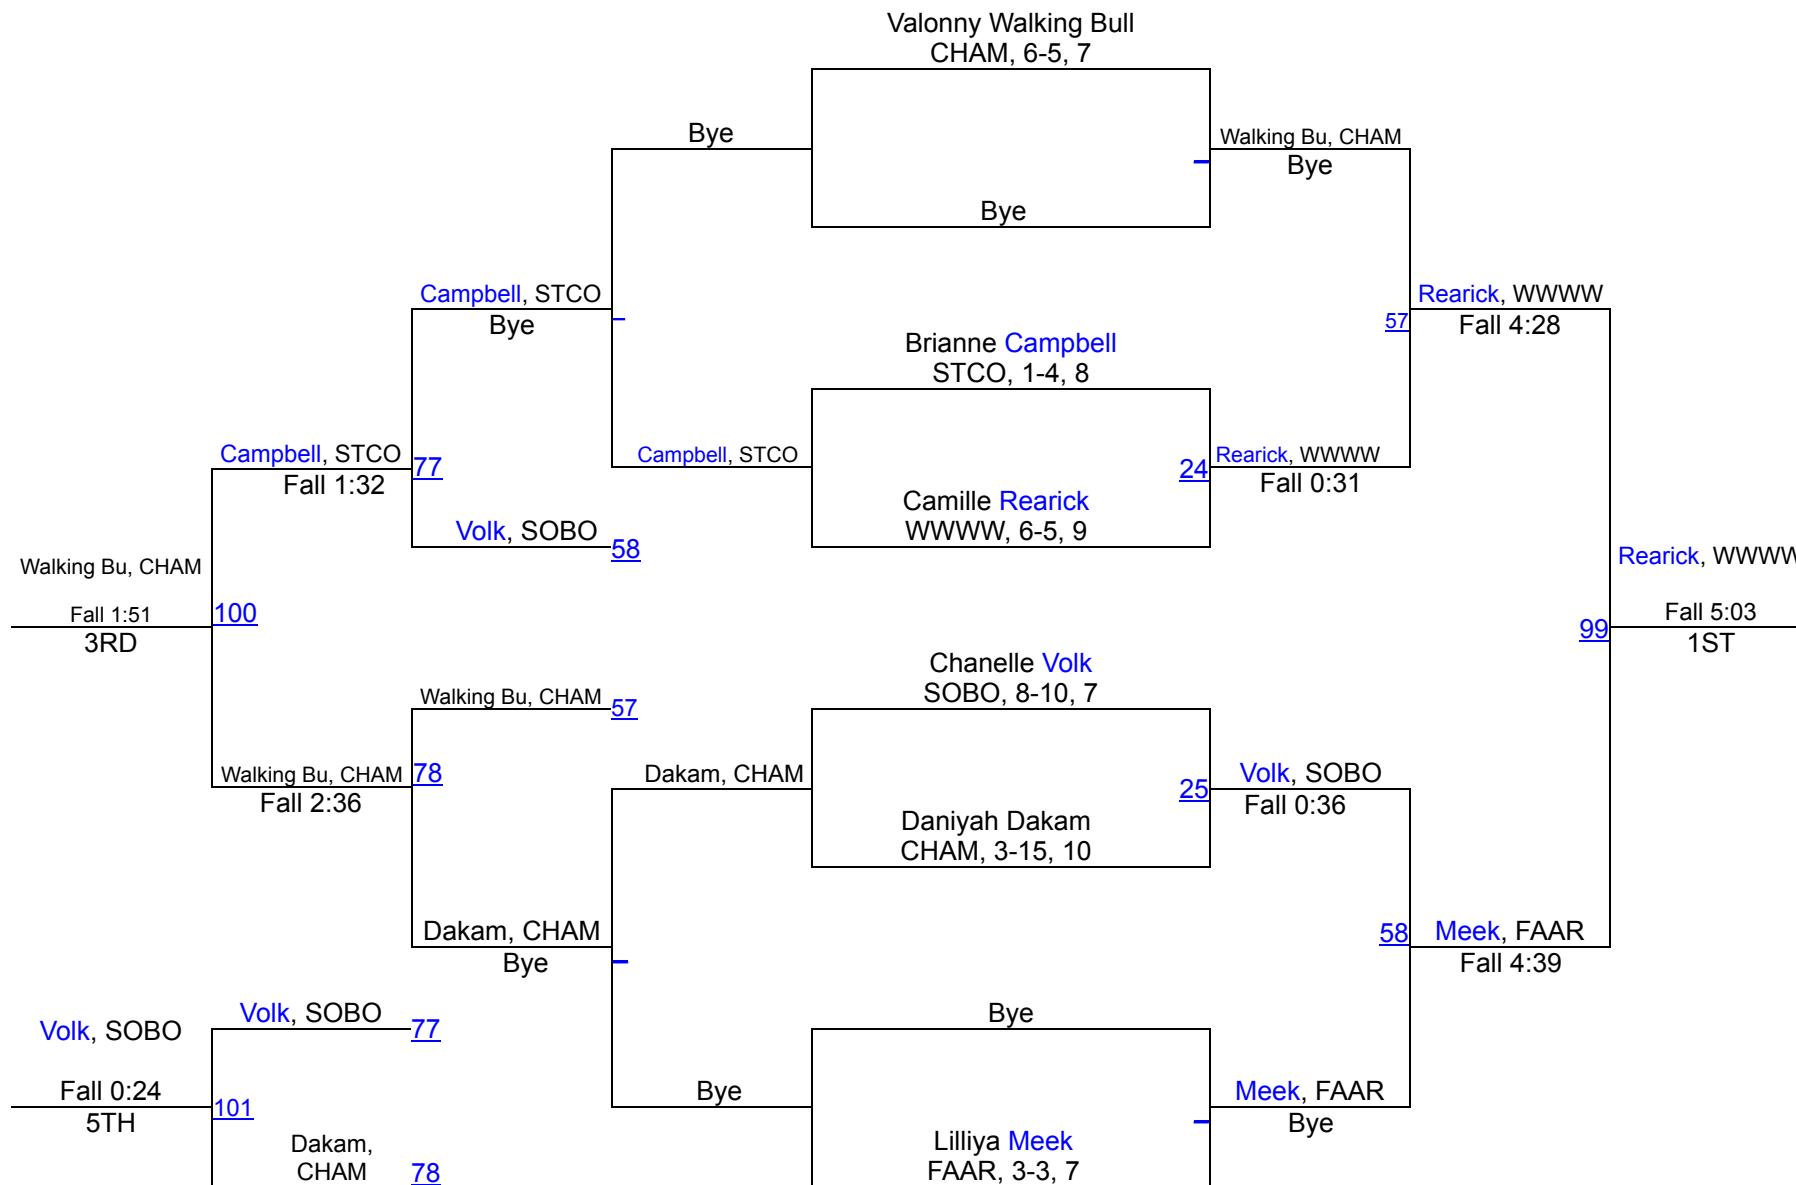 Valonny Walking Bull
CHAM, 6-5, 7
Bye
Walking Bu, CHAM
Bye
Bye
Campbell, STCO
Bye
Rearick, WWWW
57
Fall 4:28
Brianne Campbell
STCO, 1-4, 8
Campbell, STCO
77
Fall 1:32
Campbell, STCO
24
Rearick, WWWW
Fall 0:31
Camille Rearick
WWWW, 6-5, 9
Volk, SOBO
58
Walking Bu, CHAM
Rearick, WWWW
Fall 1:51
100
3RD
Fall 5:03
99
1ST
Chanelle Volk
SOBO, 8-10, 7
Walking Bu, CHAM
57
Walking Bu, CHAM
78
Fall 2:36
Dakam, CHAM
25
Volk, SOBO
Fall 0:36
Daniyah Dakam
CHAM, 3-15, 10
Dakam, CHAM
Bye
58
Meek, FAAR
Fall 4:39
Volk, SOBO
Volk, SOBO
77
Bye
Fall 0:24
101
5TH
Bye
Meek, FAAR
Bye
Dakam,
CHAM
78
Lilliya Meek
FAAR, 3-3, 7